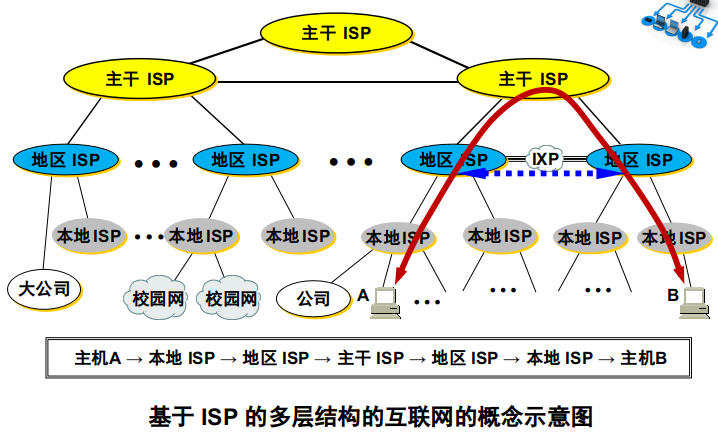 主干 ISP
主干 ISP
主干 ISP
地区 ISP
地区 ISP
地区 ISP
IXP
地区 ISP
本地 ISP
本地 ISP
本地 ISP
本地 ISP
本地 ISP
本地 ISP
本地 ISP
大公司
校园网
校园网
公司
A
B
主机A → 本地 ISP → 地区 ISP → 主干 ISP → 地区 ISP → 本地 ISP → 主机B
基于 ISP 的多层结构的互联网的概念示意图